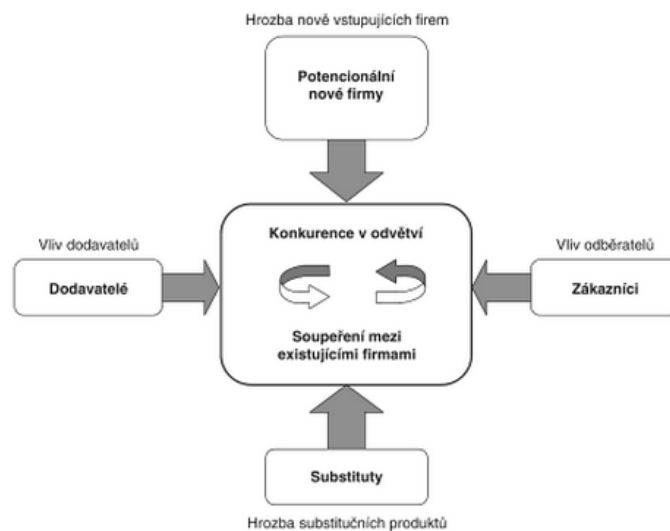 Hrozba nově vstupujících firem
Potencionální
nové firmy
Konkurence v odvětví
Vliv dodavatelů
Dodavatelé
Vliv odběratelů
Zákazníci
Soupeření mezi
existujícími firmami
Substituty
Hrozba substitučních produktů